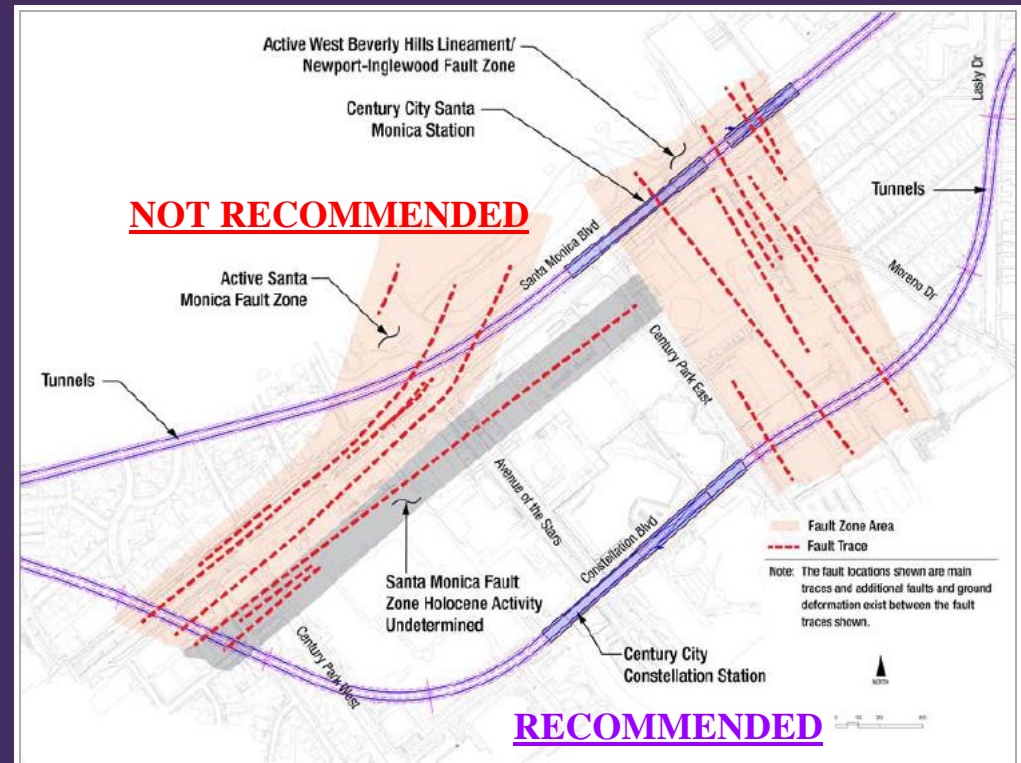 Active West Beverly Hills Lineament/
Newport-Inglewood Fault Zone
Century City Santa
Monica Station
Lasky Dr
Tunnels
NOT RECOMMENDED
Santa Monica Blvd
Moreno Dr
Active Santa
Monica Fault Zone
Century Park East
Tunnels
Avenue of the Stars
Constellation Blvd
Fault Zone Area
Fault Trace
Note: The fault locations shown are main
traces and additional faults and ground
deformation exist between the fault
traces shown.
Santa Monica Fault
Zone Holocene Activity
Undetermined
Century Park West
Century City
Constellation Station
NORTH
RECOMMENDED